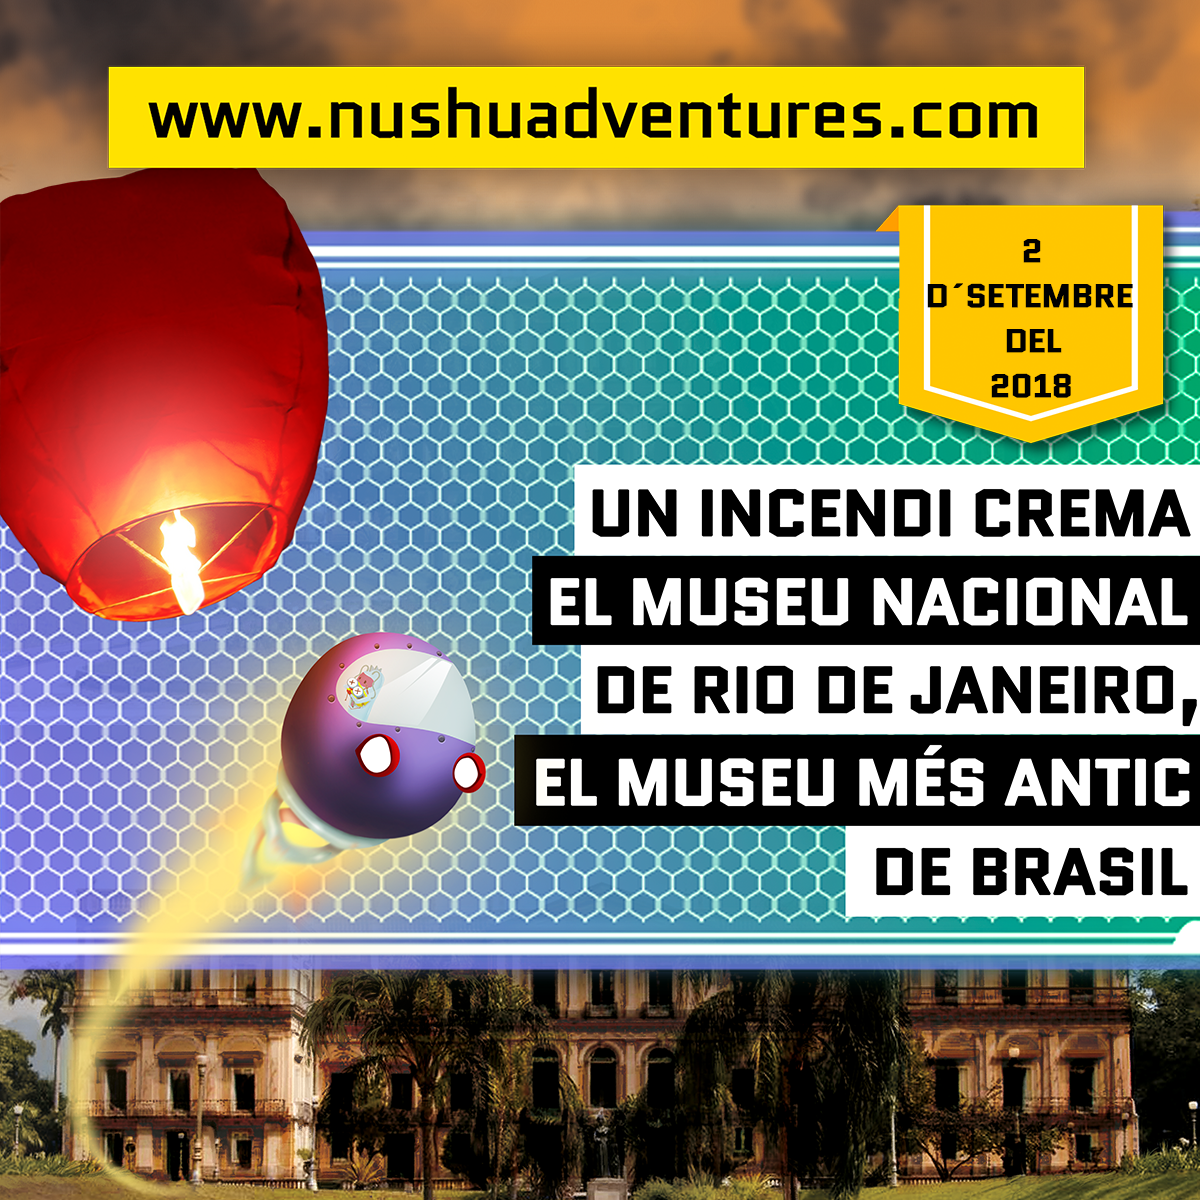 www.nushuadventures.com
2
D´SETEMBRE
DEL
2018
UN INCENDI CREMA
EL MUSEU NACIONAL
DE RIO DE JANEIRO,
EL MUSEU MÉS ANTIC
DE BRASIL